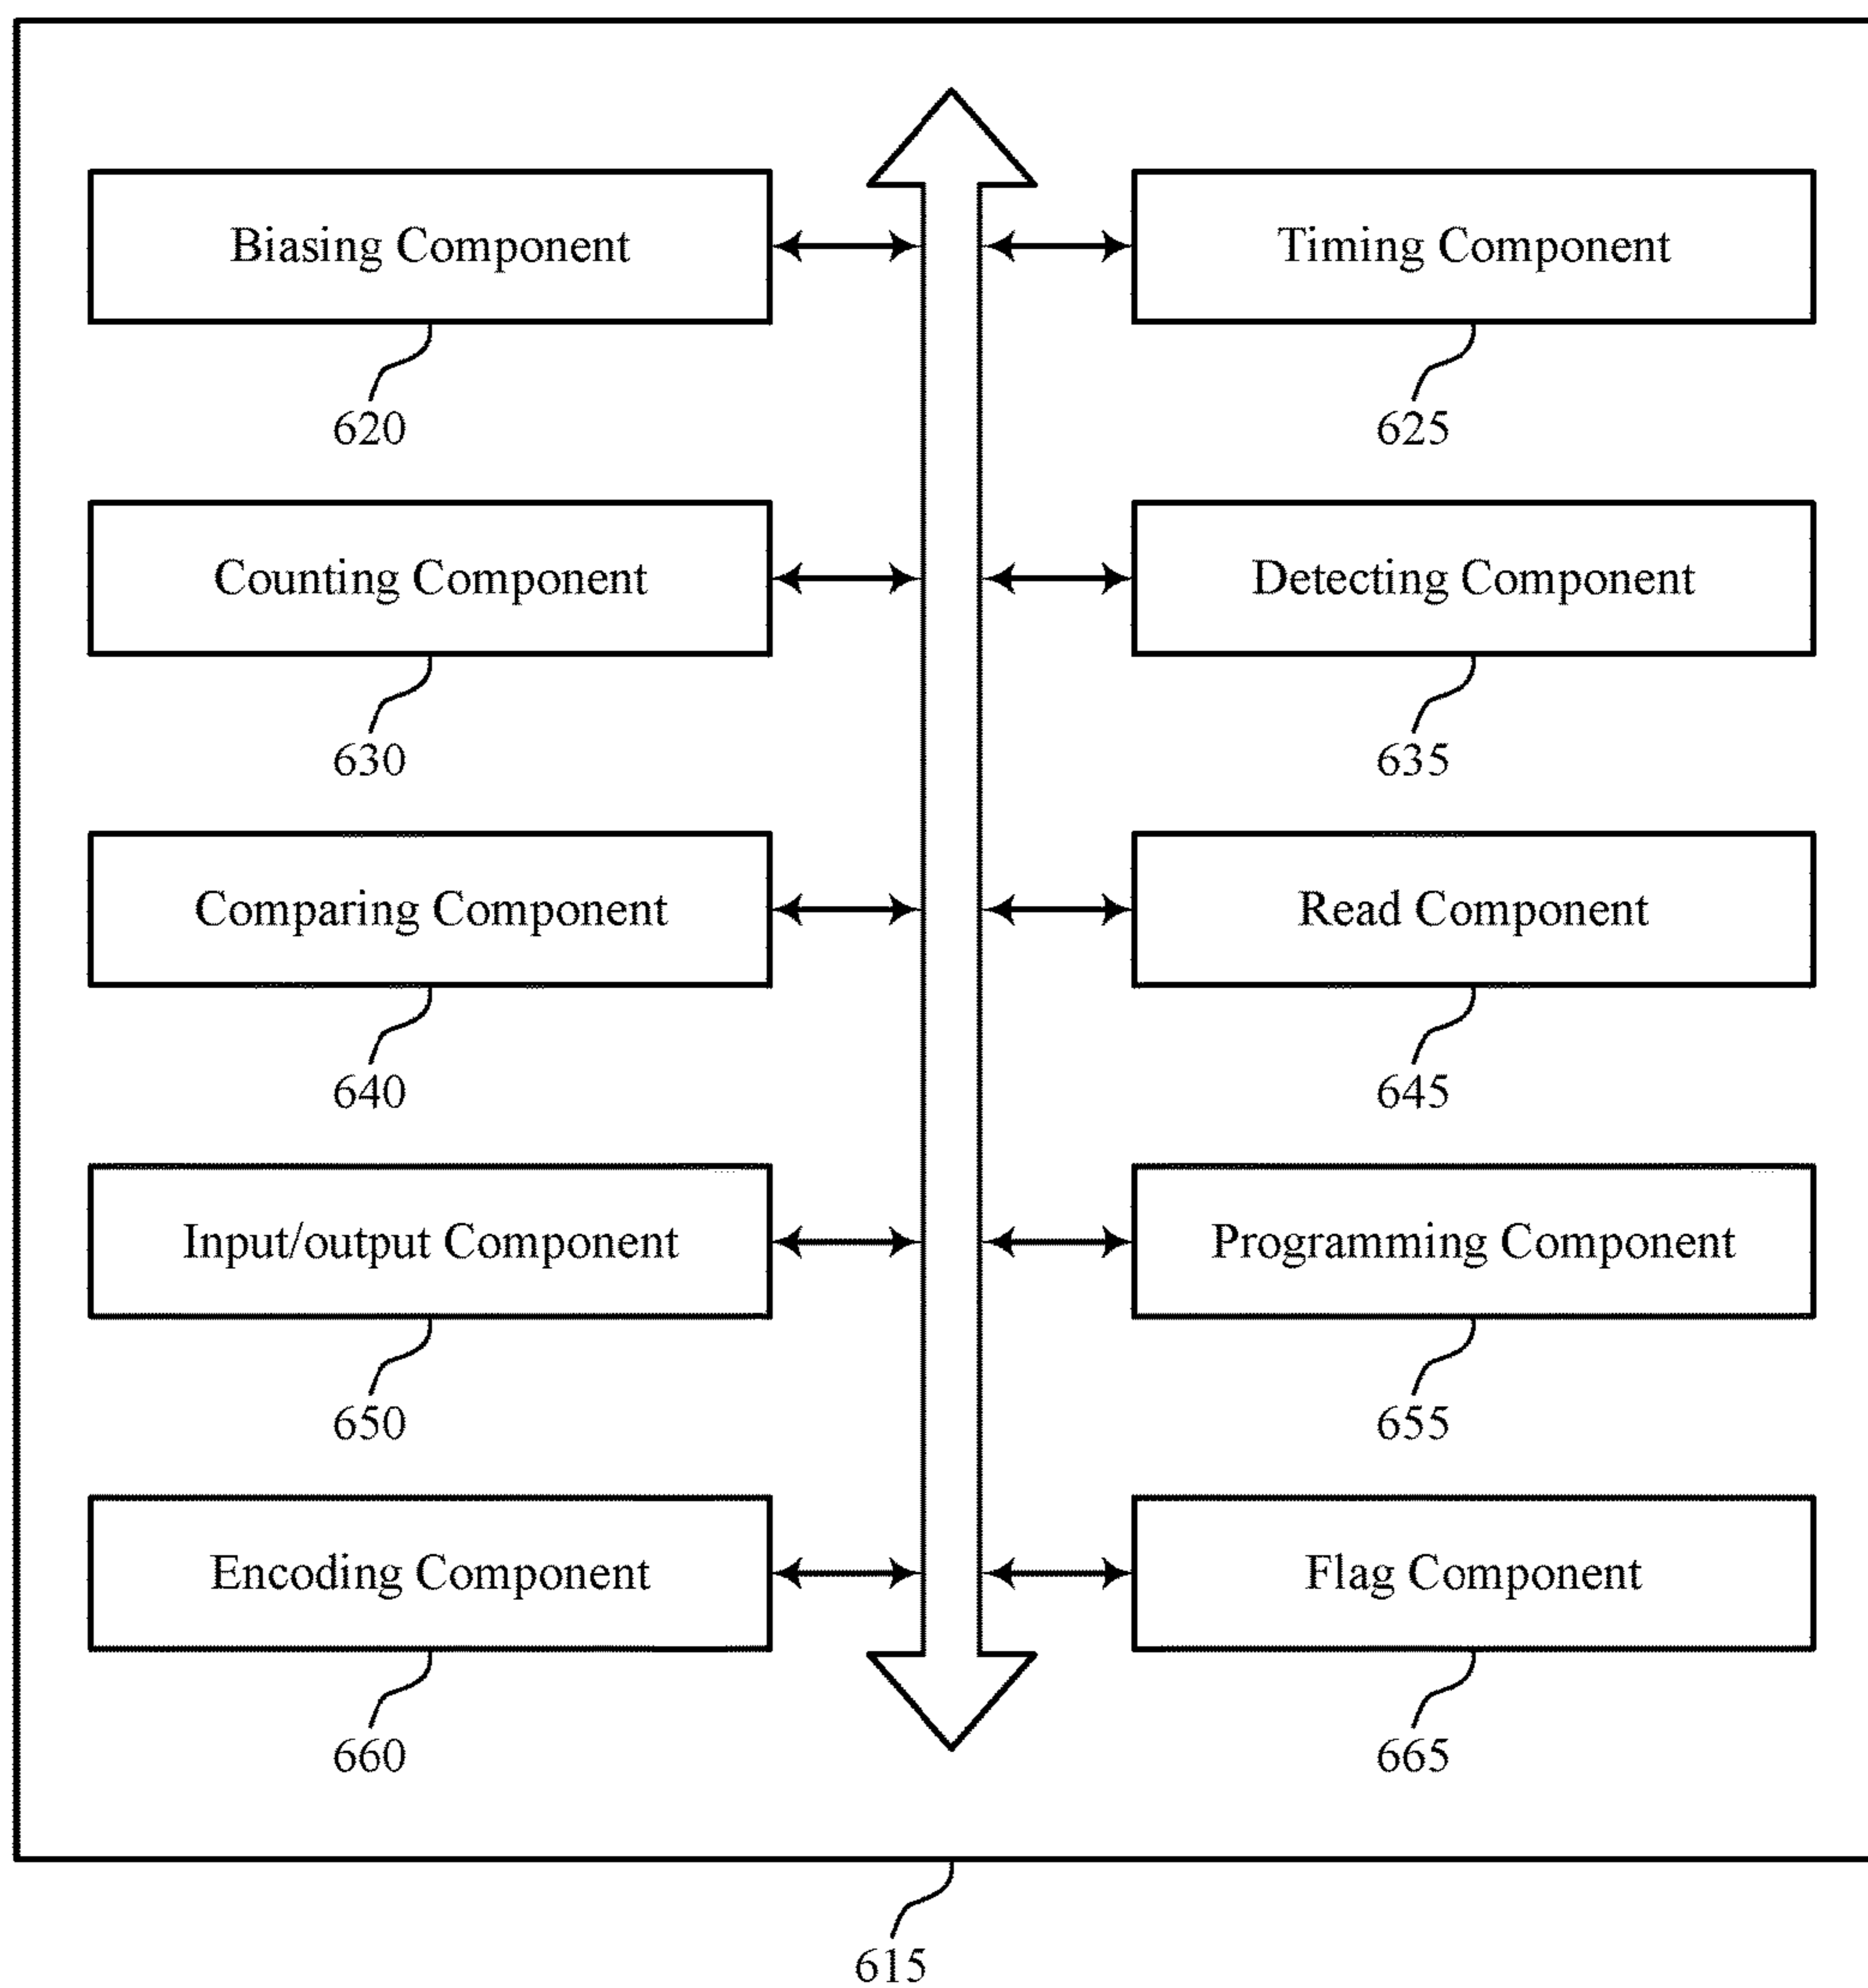 Biasing Component
Timing Component
620
625
Counting Component
Detecting Component
630
635
Comparing Component
Read Component
640
645
Input/output Component
Programming Component
650
655
Encoding Component
Flag Component
660
665
615